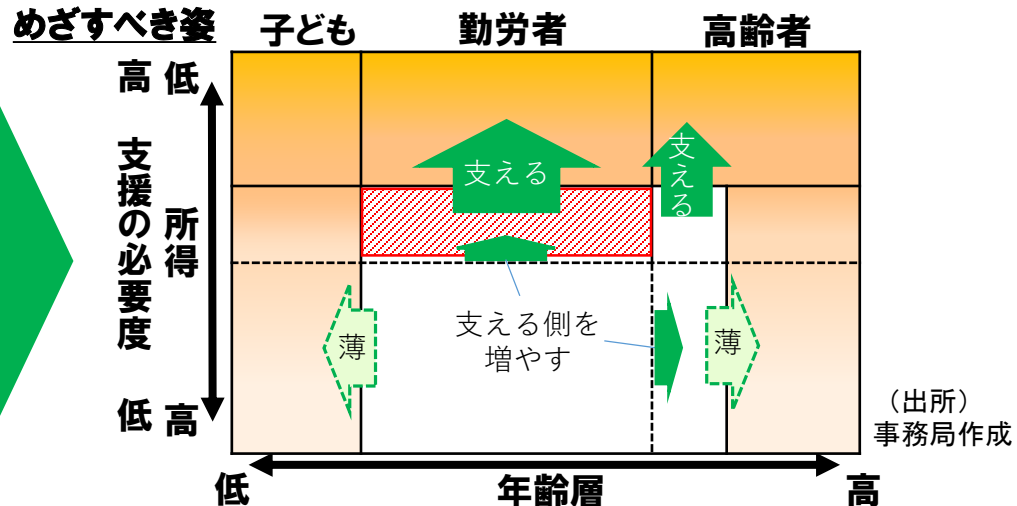 めざすべき姿
子ども
勤労者
高齢者
高
低
支援の必要度
所得
低
高
支える
支える
支える側を
増やす
薄
薄
(出所)
事務局作成
低
年齢層
高